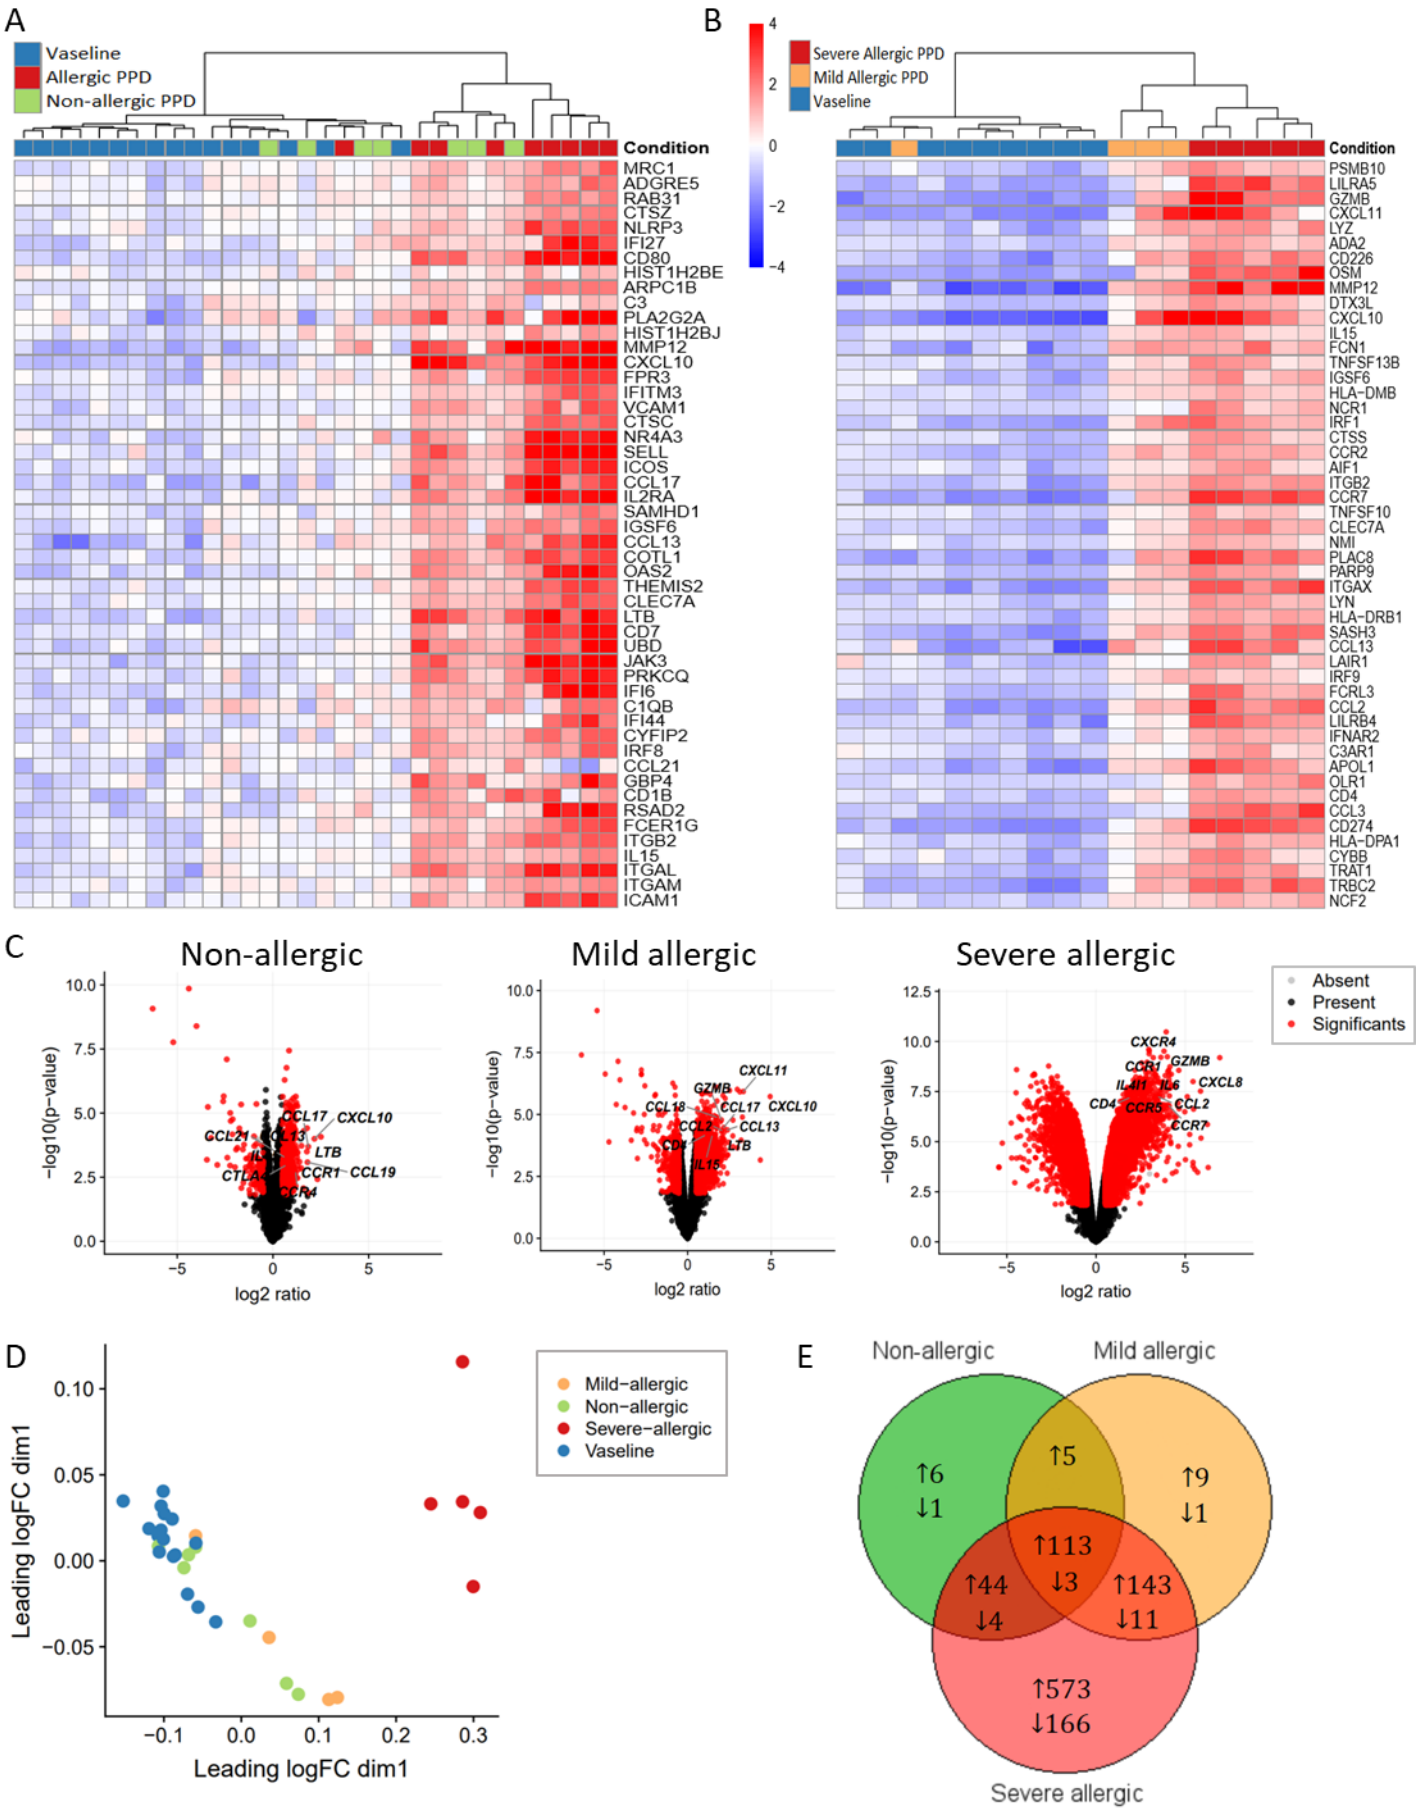 A
Vaseline
Allergic PPD
Non-allergic PPD
Condition
MRC1
ADGRE5
RAB31
CTSZ
NLRP3
IFI27
CD80
HIST1H2BE
ARPC1B
C3
PLA2G2A
HIST1H2BJ
MMP12
CXCL10
FPR3
IFITM3
VCAM1
CTSC
NR4A3
SELL
ICOS
CCL17
IL2RA
SAMHD1
IGSF6
CCL13
COTL1
OAS2
THEMIS2
CLEC7A
LTB
CD7
UBD
JAK3
PRKCQ
IFI6
C1QB
IFI44
CYFIP2
IRF8
CCL21
GBP4
CD1B
RSAD2
FCER1G
ITGB2
IL15
ITGAL
ITGAM
ICAM1
4
2
0
−2
−4
B
Severe Allergic PPD
Mild Allergic PPD
Vaseline
Condition
PSMB10
LILRA5
GZMB
CXCL11
LYZ
ADA2
CD226
OSM
MMP12
DTX3L
CXCL10
IL15
FCN1
TNFSF13B
IGSF6
HLA−DMB
NCR1
IRF1
CTSS
CCR2
AIF1
ITGB2
CCR7
TNFSF10
CLEC7A
NMI
PLAC8
PARP9
ITGAX
LYN
HLA−DRB1
SASH3
CCL13
LAIR1
IRF9
FCRL3
CCL2
LILRB4
IFNAR2
C3AR1
APOL1
OLR1
CD4
CCL3
CD274
HLA−DPA1
CYBB
TRAT1
TRBC2
NCF2
C
Non-allergic
−log10(p−value)
10.0
7.5
5.0
2.5
0.0
CCL17
CXCL10
CCL21
CCL13
LTB
CTLA4
CCR1
CCL19
CCR4
−5
0
5
log2 ratio
Mild allergic
−log10(p−value)
10.0
7.5
5.0
2.5
0.0
CXCL11
GZMB
CCL18
CCL17
CXCL10
CCL2
CCL13
CD4
LTB
IL15
−5
0
5
log2 ratio
Severe allergic
−log10(p−value)
12.5
10.0
7.5
5.0
2.5
0.0
CXCR4
CCR1
GZMB
IL4I1
IL6
CXCL8
CD4
CCR5
CCL2
CCR7
−5
0
5
log2 ratio
Absent
Present
Significants
D
Leading logFC dim1
0.10
0.05
0.00
−0.05
−0.1
0.0
0.1
0.2
0.3
Leading logFC dim1
Mild−allergic
Non−allergic
Severe−allergic
Vaseline
E
Non-allergic
Mild allergic
↑6
↓1
↑5
↑9
↓1
↑113
↓3
↑44
↓4
↑143
↓11
↑573
↓166
Severe allergic